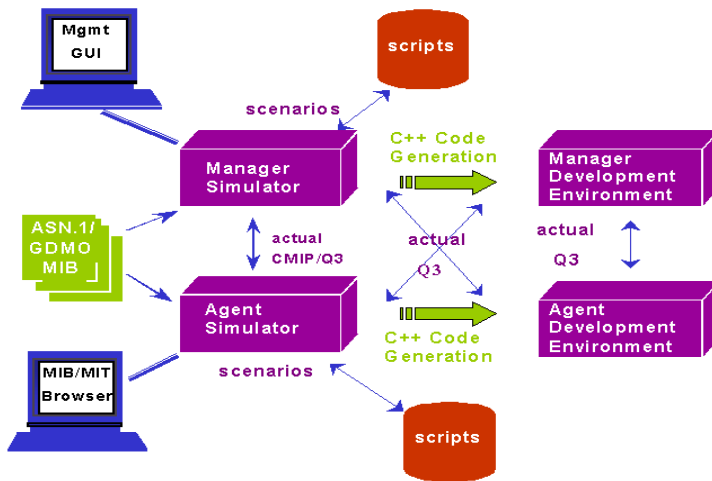 Mgmt
GUI
scripts
scenarios
C++ Code
Generation
Manager
Simulator
Manager
Development
Environment
ASN.1/
GDMO
MIB
actual
CMIP/Q3
actual
Q3
actual
Q3
Agent
Simulator
Agent
Development
Environment
C++ Code
Generation
MIB/MIT
Browser
scenarios
scripts